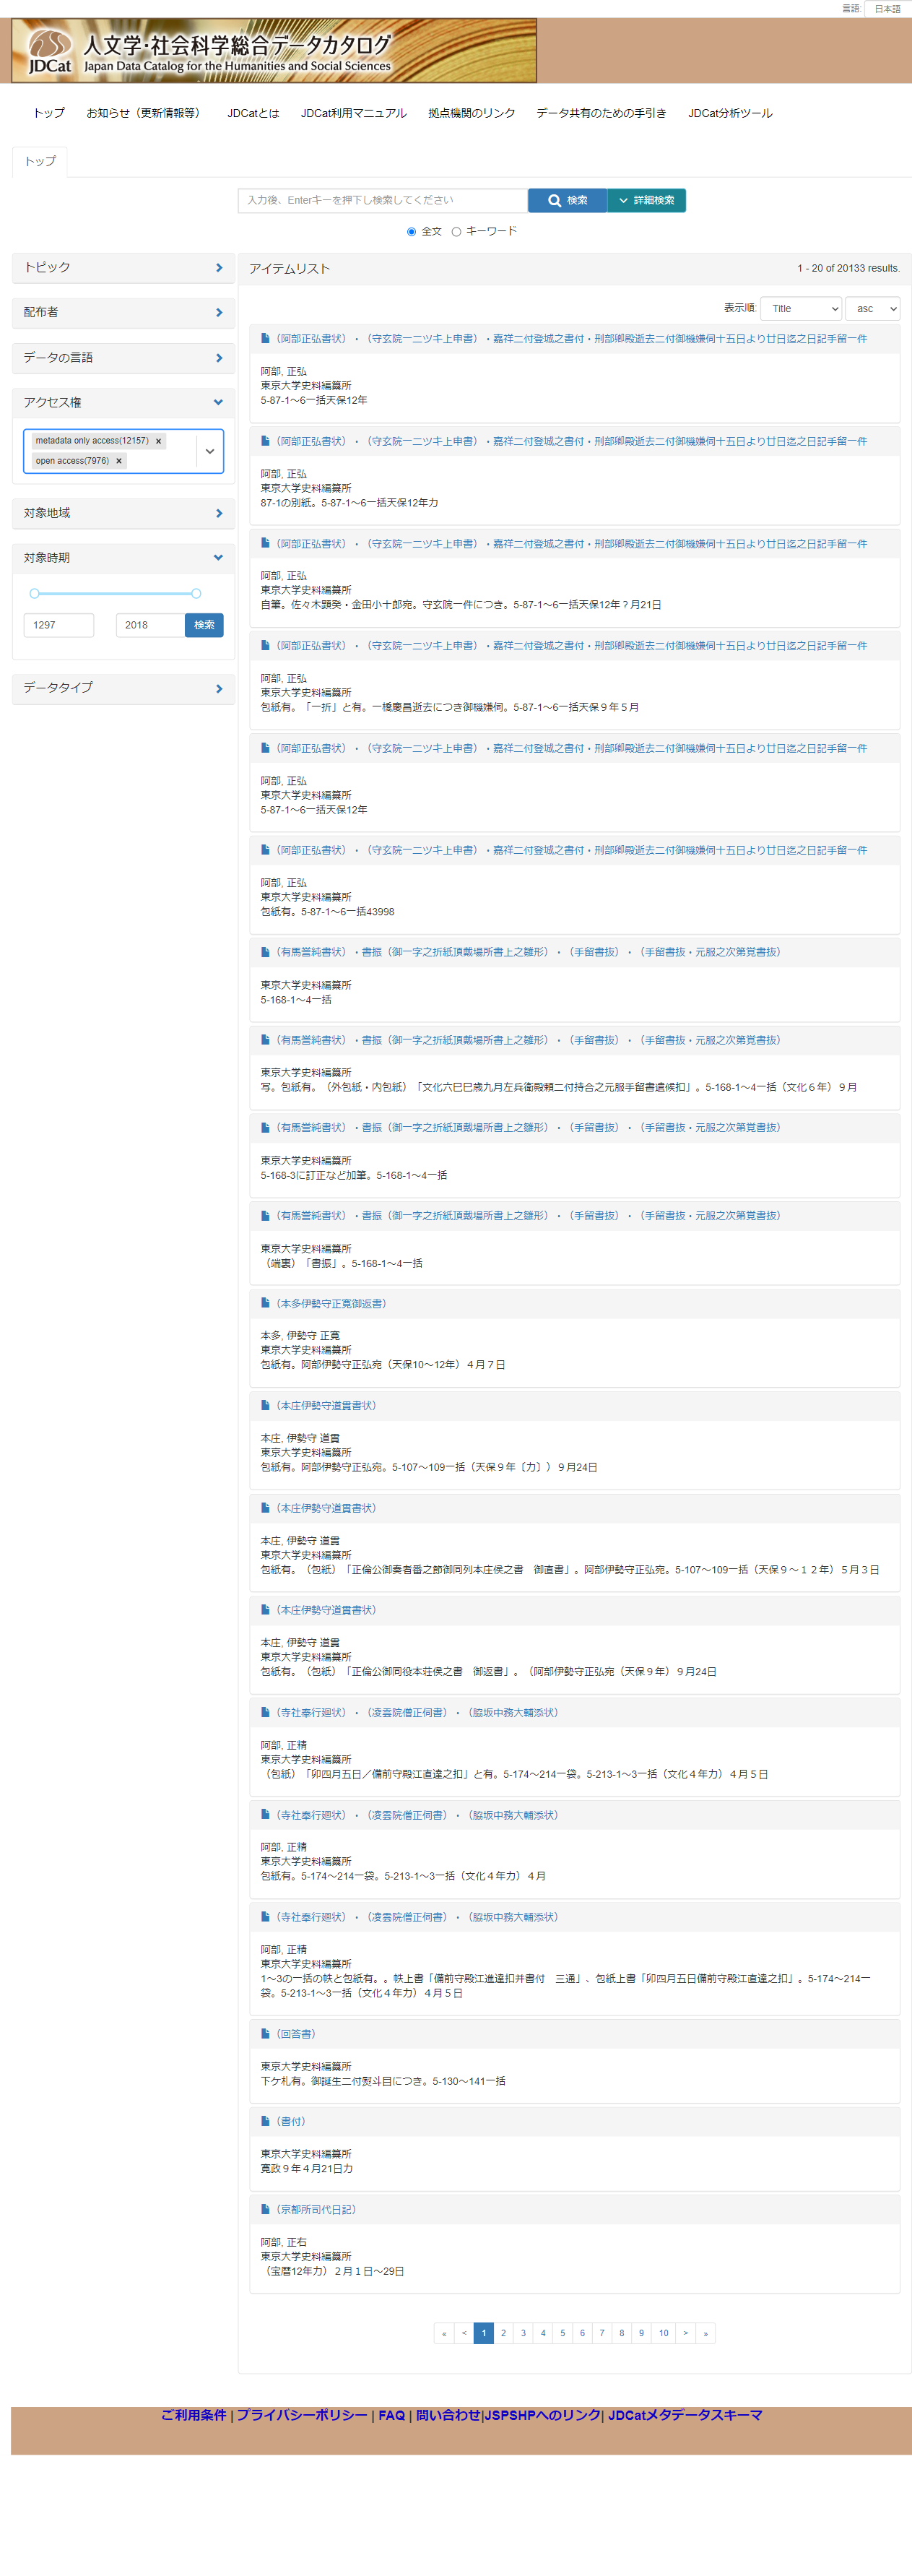 言語: 日本語
JDCat
人文学・社会科学総合データカタログ
Japan Data Catalog for the Humanities and Social Sciences
トップ お知らせ（更新情報等） JDCatとは JDCat利用マニュアル 拠点機関のリンク データ共有のための手引き JDCat分析ツール
トップ
入力後、Enterキーを押下し検索してください 検索 詳細検索
全文 キーワード
トピック
配布者
データの言語
アクセス権
metadata only access(12157) ×
open access(7976) ×
対象地域
対象時期
1297 2018 検索
データタイプ
アイテムリスト 1 - 20 of 20133 results.
表示順: Title asc
（阿部正弘書状）・（守玄院一ニツキ上申書）・嘉祥二付登城之書付・刑部卿殿逝去二付御機嫌伺十五日より廿日迄之日記手留一件
阿部, 正弘
東京大学史料編纂所
5-87-1～6一括天保12年
（阿部正弘書状）・（守玄院一ニツキ上申書）・嘉祥二付登城之書付・刑部卿殿逝去二付御機嫌伺十五日より廿日迄之日記手留一件
阿部, 正弘
東京大学史料編纂所
87-1の別紙。5-87-1～6一括天保12年力
（阿部正弘書状）・（守玄院一ニツキ上申書）・嘉祥二付登城之書付・刑部卿殿逝去二付御機嫌伺十五日より廿日迄之日記手留一件
阿部, 正弘
東京大学史料編纂所
自筆。佐々木顕発・金田小十郎宛。守玄院一件につき。5-87-1～6一括天保12年？月21日
（阿部正弘書状）・（守玄院一ニツキ上申書）・嘉祥二付登城之書付・刑部卿殿逝去二付御機嫌伺十五日より廿日迄之日記手留一件
阿部, 正弘
東京大学史料編纂所
包紙有。「一折」と有。一橋慶昌逝去につき御機嫌伺。5-87-1～6一括天保９年５月
（阿部正弘書状）・（守玄院一ニツキ上申書）・嘉祥二付登城之書付・刑部卿殿逝去二付御機嫌伺十五日より廿日迄之日記手留一件
阿部, 正弘
東京大学史料編纂所
5-87-1～6一括天保12年
（阿部正弘書状）・（守玄院一ニツキ上申書）・嘉祥二付登城之書付・刑部卿殿逝去二付御機嫌伺十五日より廿日迄之日記手留一件
阿部, 正弘
東京大学史料編纂所
包紙有。5-87-1～6一括43998
（有馬誉純書状）・書振（御一字之折紙頂戴場所書上之雛形）・（手留書抜）・（手留書抜・元服之次第覚書抜）
東京大学史料編纂所
5-168-1～4一括
（有馬誉純書状）・書振（御一字之折紙頂戴場所書上之雛形）・（手留書抜）・（手留書抜・元服之次第覚書抜）
東京大学史料編纂所
写。包紙有。（外包紙・内包紙）「文化六巳巳歳九月左兵衛殿頼二付持合之元服手留書遣候扣」。5-168-1～4一括（文化６年）９月
（有馬誉純書状）・書振（御一字之折紙頂戴場所書上之雛形）・（手留書抜）・（手留書抜・元服之次第覚書抜）
東京大学史料編纂所
5-168-3に訂正など加筆。5-168-1～4一括
（有馬誉純書状）・書振（御一字之折紙頂戴場所書上之雛形）・（手留書抜）・（手留書抜・元服之次第覚書抜）
東京大学史料編纂所
（端裏）「書振」。5-168-1～4一括
（本多伊勢守正寛御返書）
本多, 伊勢守 正寛
東京大学史料編纂所
包紙有。阿部伊勢守正弘宛（天保10～12年）４月７日
（本庄伊勢守道貫書状）
本庄, 伊勢守 道貫
東京大学史料編纂所
包紙有。阿部伊勢守正弘宛。5-107～109一括（天保９年〔力〕）９月24日
（本庄伊勢守道貫書状）
本庄, 伊勢守 道貫
東京大学史料編纂所
包紙有。（包紙）「正倫公御奏者番之節御同列本庄侯之書　御直書」。阿部伊勢守正弘宛。5-107～109一括（天保９～１２年）５月３日
（本庄伊勢守道貫書状）
本庄, 伊勢守 道貫
東京大学史料編纂所
包紙有。（包紙）「正倫公御同役本荘侯之書　御返書」。（阿部伊勢守正弘宛（天保９年）９月24日
（寺社奉行廻状）・（凌雲院僧正伺書）・（脇坂中務大輔添状）
阿部, 正精
東京大学史料編纂所
（包紙）「卯四月五日／備前守殿江直達之扣」と有。5-174～214一袋。5-213-1～3一括（文化４年力）４月５日
（寺社奉行廻状）・（凌雲院僧正伺書）・（脇坂中務大輔添状）
阿部, 正精
東京大学史料編纂所
包紙有。5-174～214一袋。5-213-1～3一括（文化４年力）４月
（寺社奉行廻状）・（凌雲院僧正伺書）・（脇坂中務大輔添状）
阿部, 正精
東京大学史料編纂所
1～3の一括の帙と包紙有。。帙上書「備前守殿江進達扣并書付　三通」、包紙上書「卯四月五日備前守殿江直達之扣」。5-174～214一
袋。5-213-1～3一括（文化４年力）４月５日
（回答書）
東京大学史料編纂所
下ケ札有。御誕生二付熨斗目につき。5-130～141一括
（書付）
東京大学史料編纂所
寛政９年４月21日力
（京都所司代日記）
阿部, 正右
東京大学史料編纂所
（宝暦12年力）２月１日～29日
« < 1 2 3 4 5 6 7 8 9 10 > »
ご利用条件 | プライバシーポリシー | FAQ | 問い合わせ|JSPSHPへのリンク| JDCatメタデータスキーマ